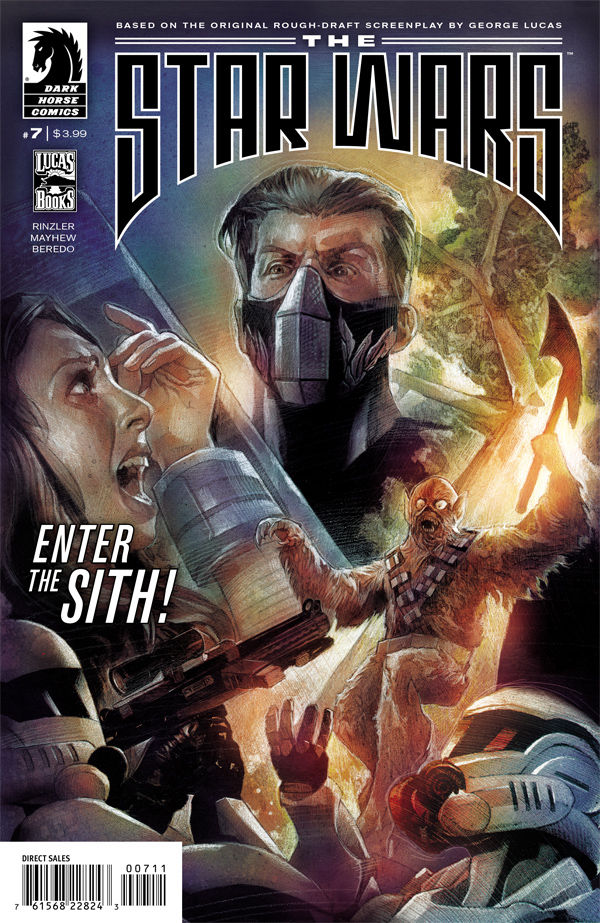 BASED ON THE ORIGINAL ROUGH-DRAFT SCREENPLAY BY GEORGE LUCAS
THE
STAR WARS™
DARK
HORSE
COMICS
#7 | $3.99
LUCAS
BOOKS
RINZLER
MAYHEW
BEREDO
ENTER
THE SITH!
DIRECT SALES
00711
7 61568 22824 3